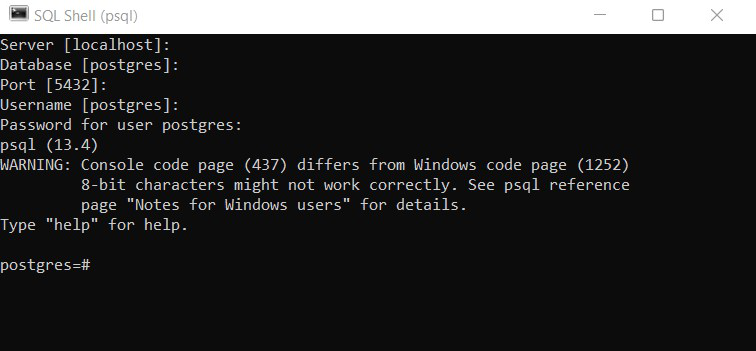 SQL Shell (psql)
Server [localhost]:
Database [postgres]:
Port [5432]:
Username [postgres]:
Password for user postgres:
psql (13.4)
WARNING: Console code page (437) differs from Windows code page (1252)
         8-bit characters might not work correctly. See psql reference
         page "Notes for Windows users" for details.
Type "help" for help.

postgres=#